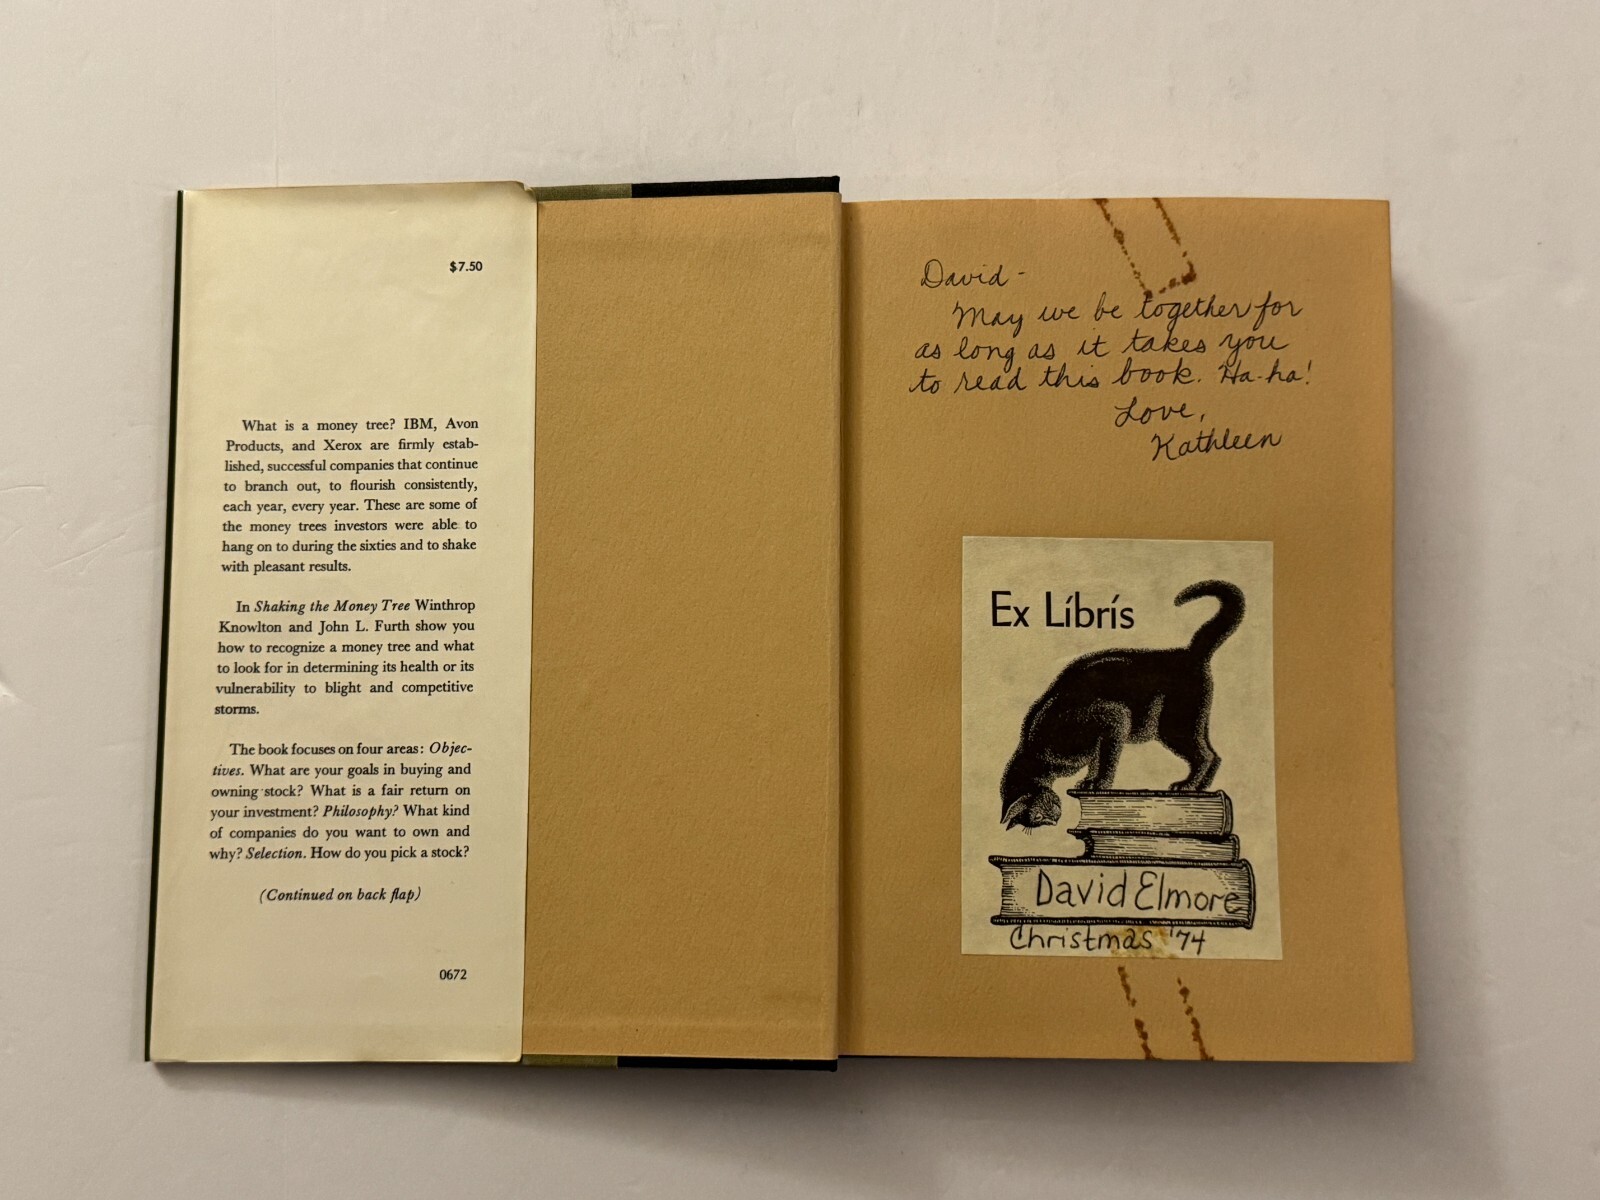 $7.50
What is a money tree? IBM, Avon
Products, and Xerox are firmly estab-
lished, successful companies that continue
to branch out, to flourish consistently,
each year, every year. These are some of
the money trees investors were able to
hang on to during the sixties and to shake
with pleasant results.
In Shaking the Money Tree Winthrop
Knowlton and John L. Furth show you
how to recognize a money tree and what
to look for in determining its health or its
vulnerability to blight and competitive
storms.
The book focuses on four areas: Objec-
tives. What are your goals in buying and
owning stock? What is a fair return on
your investment? Philosophy? What kind
of companies do you want to own and
why? Selection. How do you pick a stock?
(Continued on back flap)
0672
David-
May we be together for
as long as it takes you
to read this book. Ha-ha!
Love,
Kathleen
Ex Librís
David Elmore
Christmas '74